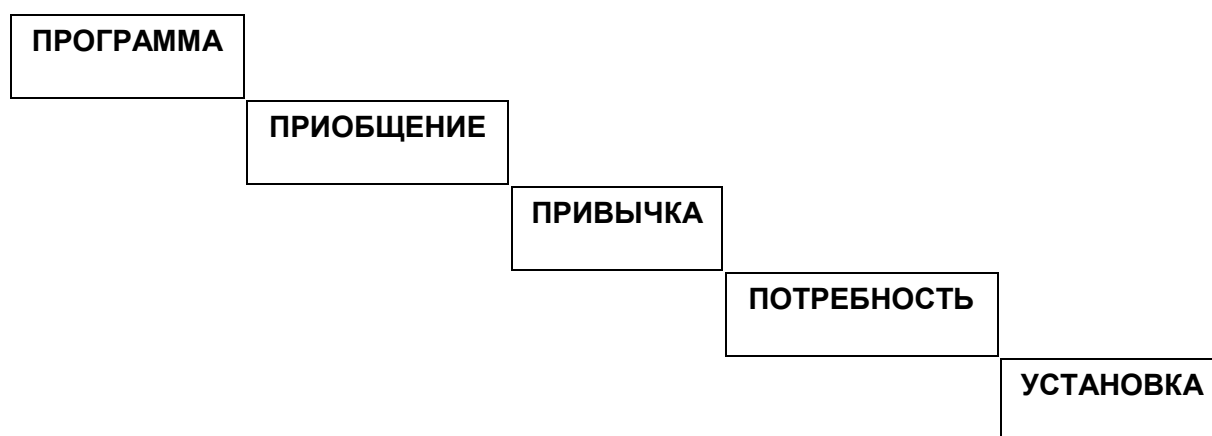 ПРОГРАММА
ПРИОБЩЕНИЕ
ПРИВЫЧКА
ПОТРЕБНОСТЬ
УСТАНОВКА